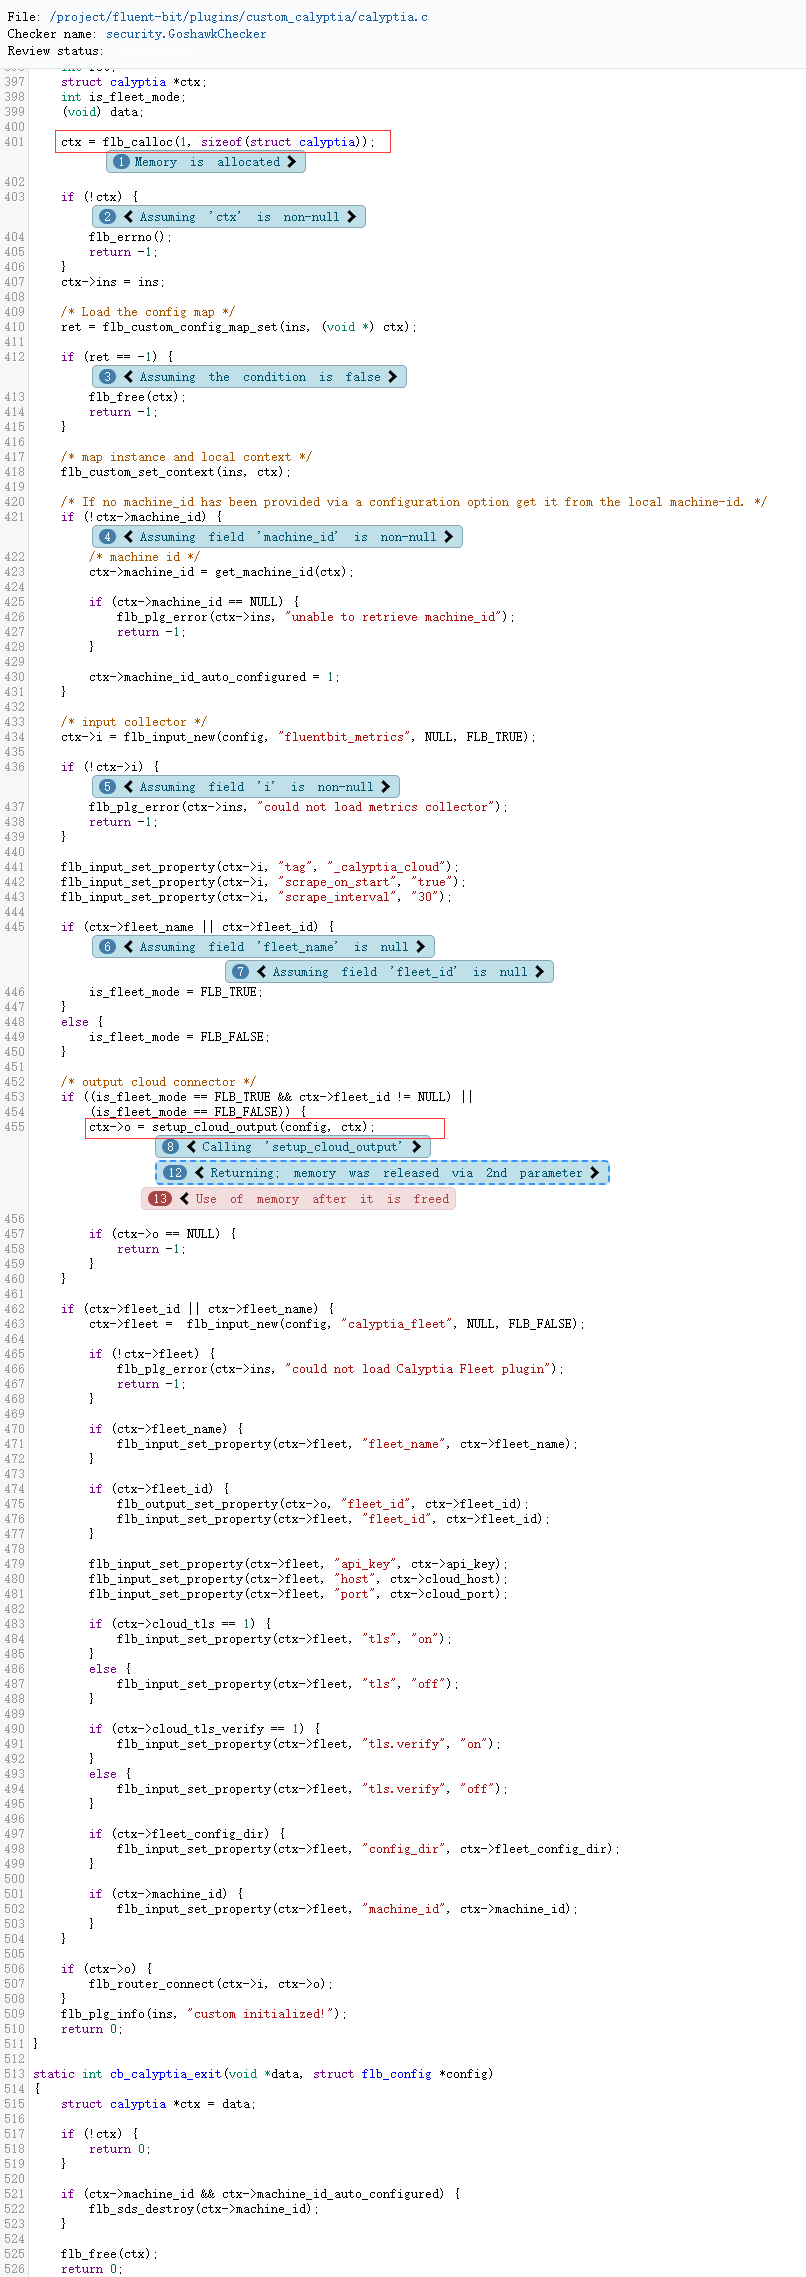 File: /project/fluent-bit/plugins/custom_calyptia/calyptia.c
Checker name: security.GoshawkChecker
Review status:
397 struct calyptia *ctx;
398 int is_fleet_mode;
399 (void) data;
400
401 ctx = flb_calloc(1, sizeof(struct calyptia));
1 Memory is allocated
402
403 if (!ctx) {
2 Assuming 'ctx' is non-null
404 flb_errno();
405 return -1;
406 }
407 ctx->ins = ins;
408
409 /* Load the config map */
410 ret = flb_custom_config_map_set(ins, (void *) ctx);
411
412 if (ret == -1) {
3 Assuming the condition is false
413 flb_free(ctx);
414 return -1;
415 }
416
417 /* map instance and local context */
418 flb_custom_set_context(ins, ctx);
419
420 /* If no machine_id has been provided via a configuration option get it from the local machine-id. */
421 if (!ctx->machine_id) {
4 Assuming field 'machine_id' is non-null
422 /* machine id */
423 ctx->machine_id = get_machine_id(ctx);
424
425 if (ctx->machine_id == NULL) {
426 flb_plg_error(ctx->ins, "unable to retrieve machine_id");
427 return -1;
428 }
429
430 ctx->machine_id_auto_configured = 1;
431 }
432
433 /* input collector */
434 ctx->i = flb_input_new(config, "fluentbit_metrics", NULL, FLB_TRUE);
435
436 if (!ctx->i) {
5 Assuming field 'i' is non-null
437 flb_plg_error(ctx->ins, "could not load metrics collector");
438 return -1;
439 }
440
441 flb_input_set_property(ctx->i, "tag", "_calyptia_cloud");
442 flb_input_set_property(ctx->i, "scrape_on_start", "true");
443 flb_input_set_property(ctx->i, "scrape_interval", "30");
444
445 if (ctx->fleet_name || ctx->fleet_id) {
6 Assuming field 'fleet_name' is null
7 Assuming field 'fleet_id' is null
446 is_fleet_mode = FLB_TRUE;
447 }
448 else {
449 is_fleet_mode = FLB_FALSE;
450 }
451
452 /* output cloud connector */
453 if ((is_fleet_mode == FLB_TRUE && ctx->fleet_id != NULL) ||
454 (is_fleet_mode == FLB_FALSE)) {
455 ctx->o = setup_cloud_output(config, ctx);
8 Calling 'setup_cloud_output'
12 Returning; memory was released via 2nd parameter
13 Use of memory after it is freed
456
457 if (ctx->o == NULL) {
458 return -1;
459 }
460 }
461
462 if (ctx->fleet_id || ctx->fleet_name) {
463 ctx->fleet =  flb_input_new(config, "calyptia_fleet", NULL, FLB_FALSE);
464
465 if (!ctx->fleet) {
466 flb_plg_error(ctx->ins, "could not load Calyptia Fleet plugin");
467 return -1;
468 }
469
470 if (ctx->fleet_name) {
471 flb_input_set_property(ctx->fleet, "fleet_name", ctx->fleet_name);
472 }
473
474 if (ctx->fleet_id) {
475 flb_output_set_property(ctx->o, "fleet_id", ctx->fleet_id);
476 flb_input_set_property(ctx->fleet, "fleet_id", ctx->fleet_id);
477 }
478
479 flb_input_set_property(ctx->fleet, "api_key", ctx->api_key);
480 flb_input_set_property(ctx->fleet, "host", ctx->cloud_host);
481 flb_input_set_property(ctx->fleet, "port", ctx->cloud_port);
482
483 if (ctx->cloud_tls == 1) {
484 flb_input_set_property(ctx->fleet, "tls", "on");
485 }
486 else {
487 flb_input_set_property(ctx->fleet, "tls", "off");
488 }
489
490 if (ctx->cloud_tls_verify == 1) {
491 flb_input_set_property(ctx->fleet, "tls.verify", "on");
492 }
493 else {
494 flb_input_set_property(ctx->fleet, "tls.verify", "off");
495 }
496
497 if (ctx->fleet_config_dir) {
498 flb_input_set_property(ctx->fleet, "config_dir", ctx->fleet_config_dir);
499 }
500
501 if (ctx->machine_id) {
502 flb_input_set_property(ctx->fleet, "machine_id", ctx->machine_id);
503 }
504 }
505
506 if (ctx->o) {
507 flb_router_connect(ctx->i, ctx->o);
508 }
509 flb_plg_info(ins, "custom initialized!");
510 return 0;
511 }
512
513 static int cb_calyptia_exit(void *data, struct flb_config *config)
514 {
515 struct calyptia *ctx = data;
516
517 if (!ctx) {
518 return 0;
519 }
520
521 if (ctx->machine_id && ctx->machine_id_auto_configured) {
522 flb_sds_destroy(ctx->machine_id);
523 }
524
525 flb_free(ctx);
526 return 0;